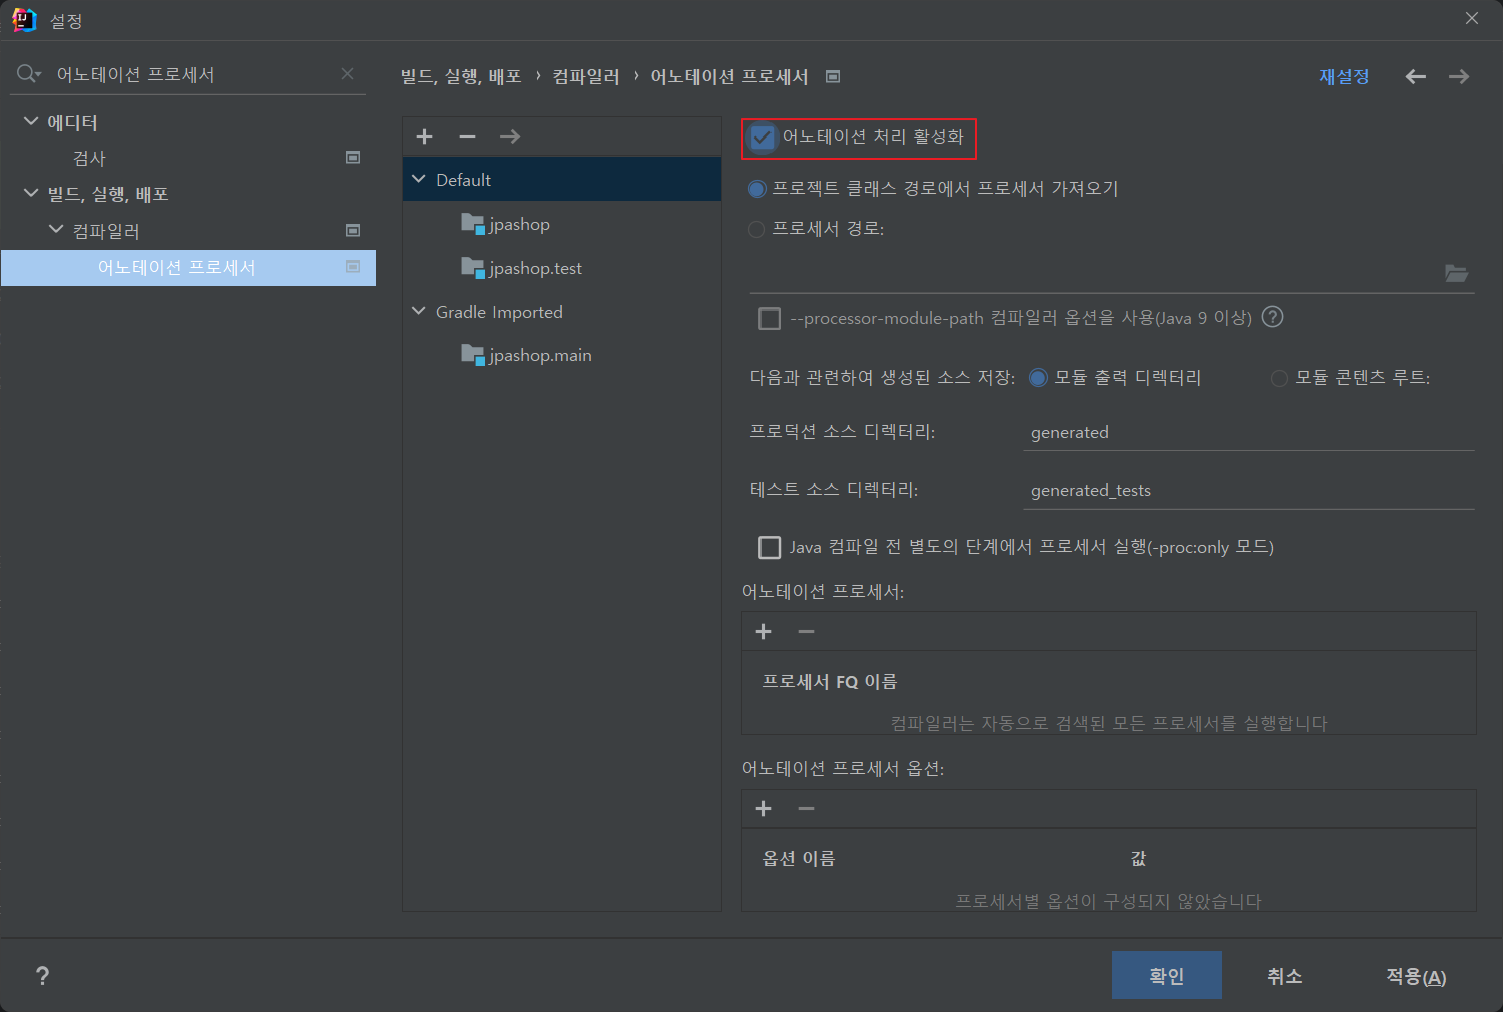 설정
어노테이션 프로세서
에디터
검사
빌드, 실행, 배포
컴파일러
어노테이션 프로세서
빌드, 실행, 배포 › 컴파일러 › 어노테이션 프로세서
재설정
Default
jpashop
jpashop.test
Gradle Imported
jpashop.main
어노테이션 처리 활성화
프로젝트 클래스 경로에서 프로세서 가져오기
프로세서 경로:
--processor-module-path 컴파일러 옵션을 사용(Java 9 이상) ?
다음과 관련하여 생성된 소스 저장: 모듈 출력 디렉터리 모듈 콘텐츠 루트:
프로덕션 소스 디렉터리: generated
테스트 소스 디렉터리: generated_tests
Java 컴파일 전 별도의 단계에서 프로세서 실행(-proc:only 모드)
어노테이션 프로세서:
프로세서 FQ 이름
컴파일러는 자동으로 검색된 모든 프로세서를 실행합니다
어노테이션 프로세서 옵션:
옵션 이름 값
프로세서별 옵션이 구성되지 않았습니다
? 확인 취소 적용(A)